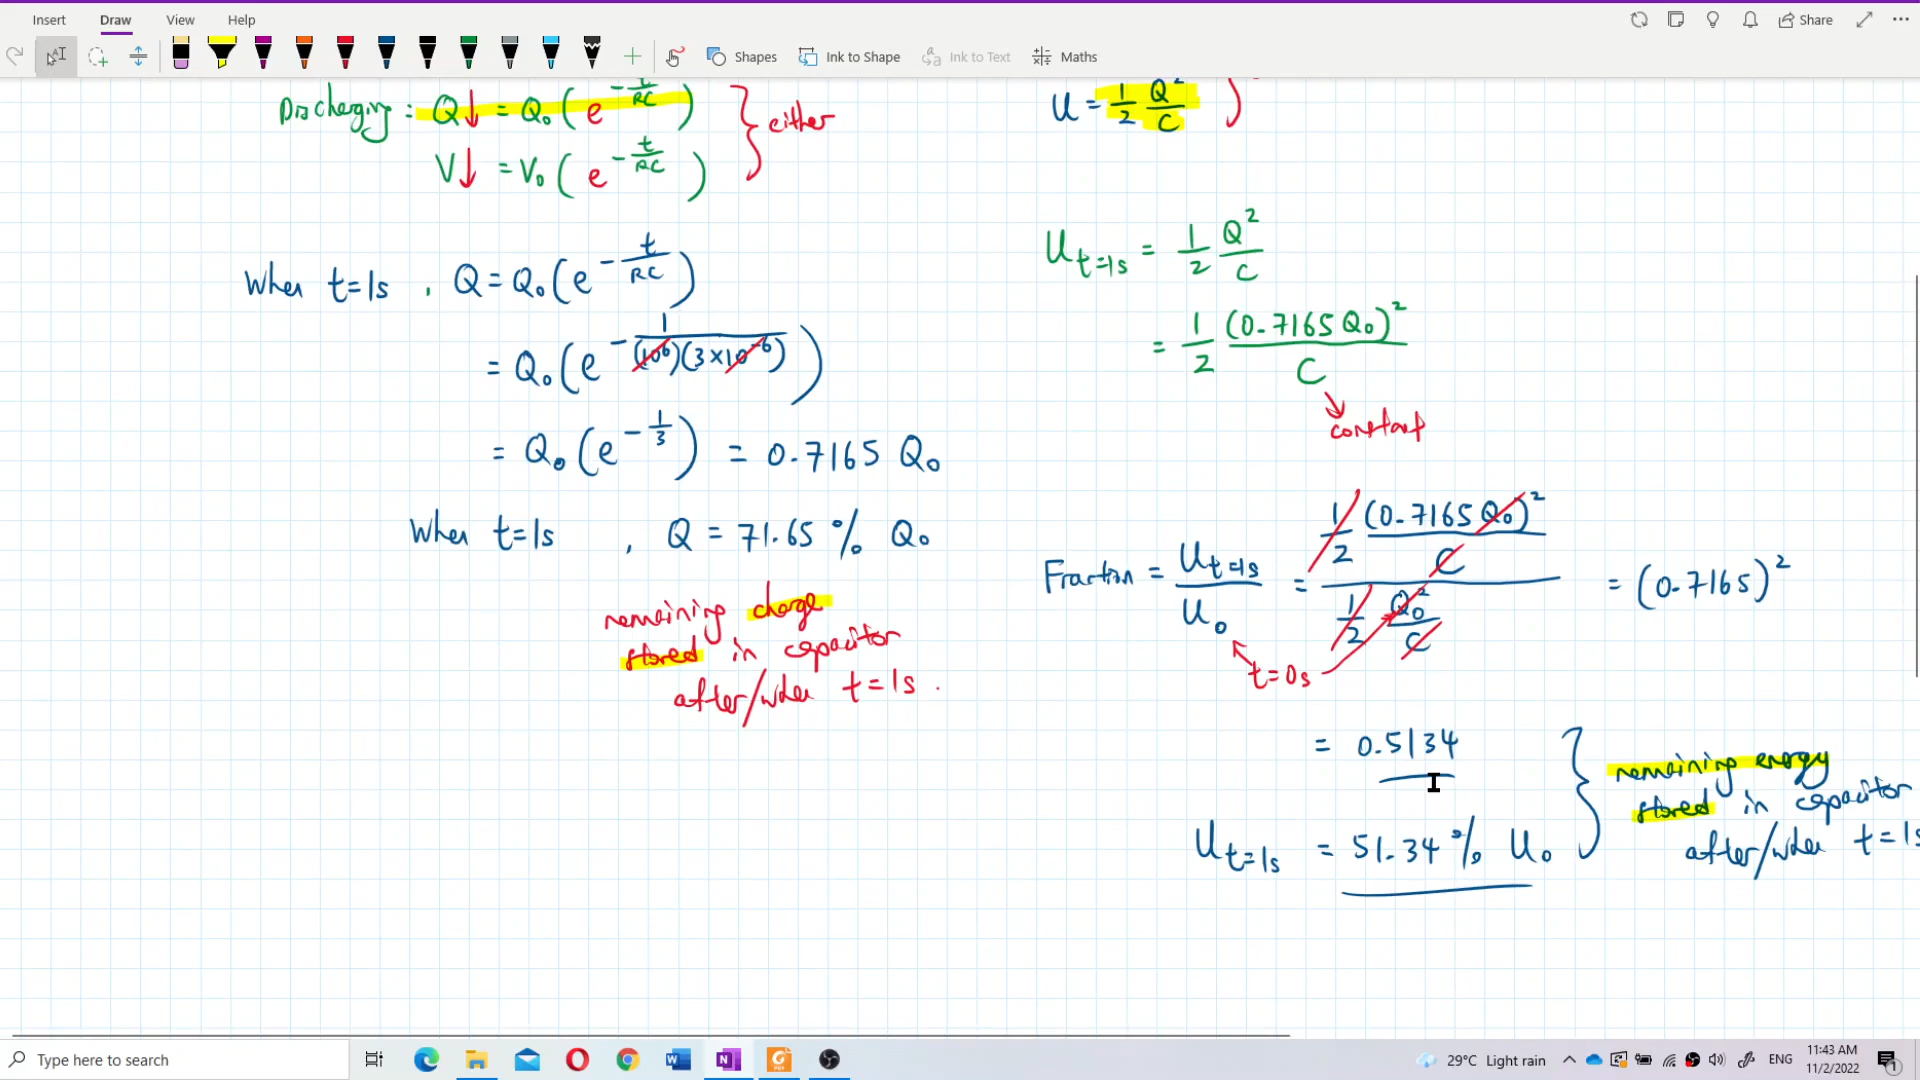 Insert Draw View Help
Share
Shapes Ink to Shape Ink to Text Maths
Discharging : Q↓ = Q₀ ( e^(-t/RC) )
V↓ = V₀ ( e^(-t/RC) )
either
U = 1/2 Q²/C
When t=1s , Q = Q₀ ( e^(-t/RC) )
= Q₀ ( e^(-1/((10⁶)(3×10⁻⁶))) )
= Q₀ ( e^(-1/3) ) = 0.7165 Q₀
When t=1s , Q = 71.65 % Q₀
remaining charge
stored in capacitor
after/when t=1s .
U t=1s = 1/2 Q²/C
= 1/2 (0.7165 Q₀)²/C
constant
Fraction = U t=1s / U₀ = (1/2 (0.7165 Q₀)²/C) / (1/2 Q₀²/C) = (0.7165)²
t=0s
= 0.5134
U t=1s = 51.34 % U₀
remaining energy
stored in capacitor
after/when t=1s
Type here to search
29°C Light rain
ENG
11:43 AM
11/2/2022
1